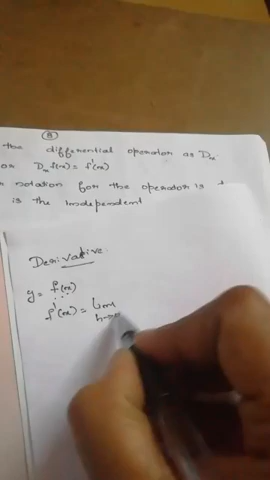 8
the differential operator as Dx
or Dx f(x) = f'(x)
notation for the operator is
is the independent
Derivative.
y = f(x)
f'(x) = Lim
h→0